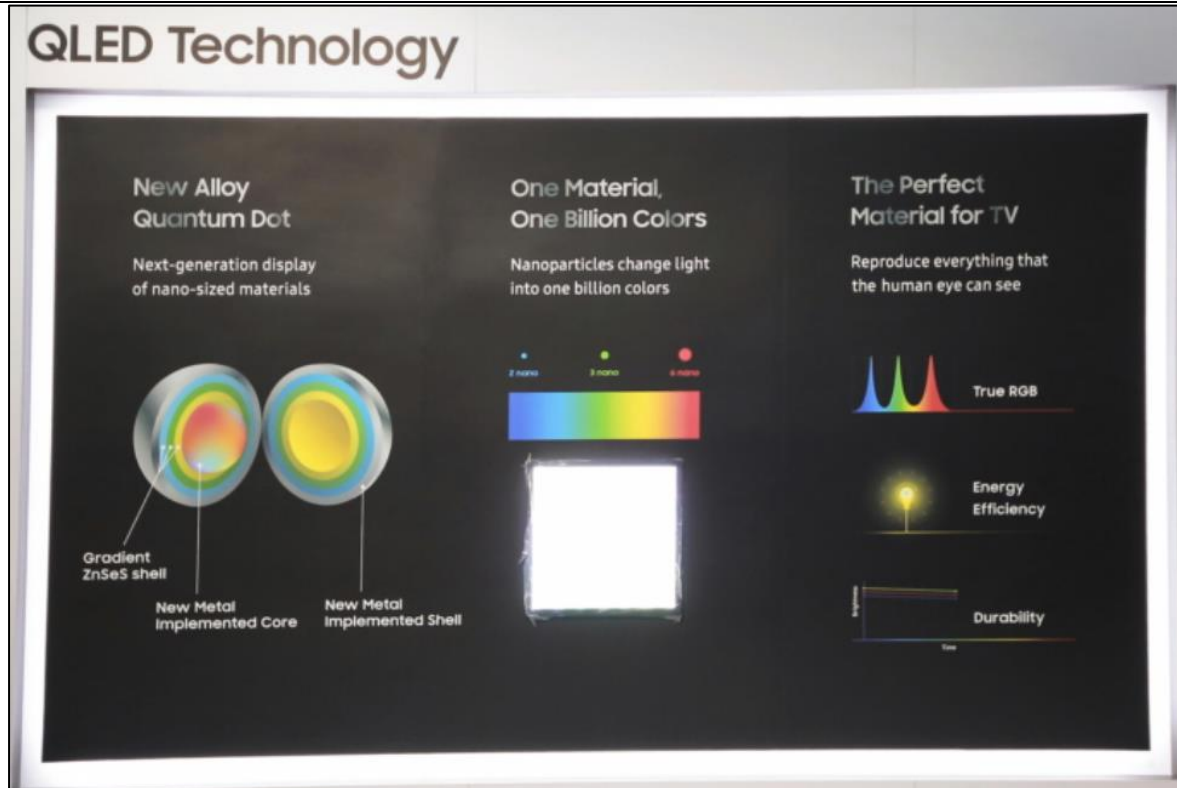 QLED Technology
New Alloy
Quantum Dot
Next-generation display
of nano-sized materials
Gradient
ZnSeS shell
New Metal
Implemented Core
New Metal
Implemented Shell
One Material,
One Billion Colors
Nanoparticles change light
into one billion colors
2 nano
3 nano
6 nano
The Perfect
Material for TV
Reproduce everything that
the human eye can see
True RGB
Energy
Efficiency
Brightness
Durability
Time